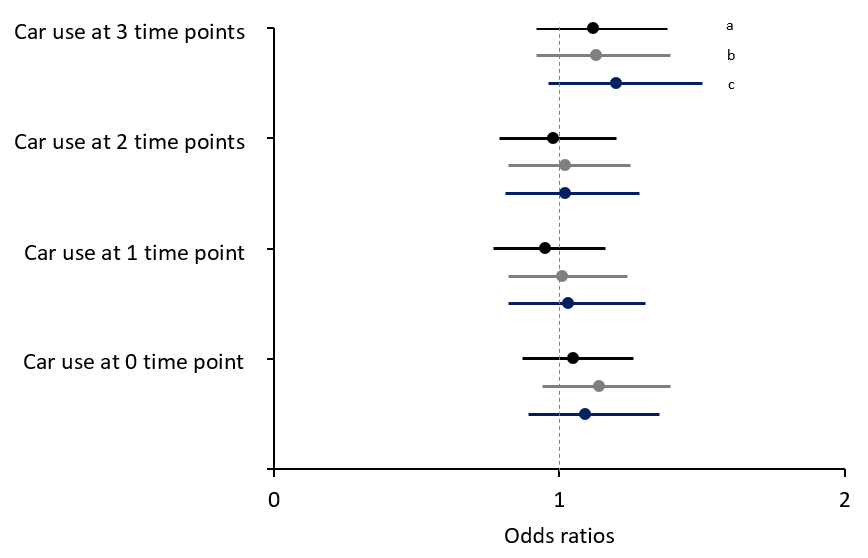 Car use at 3 time points
a
b
c
Car use at 2 time points
Car use at 1 time point
Car use at 0 time point
0 1 2
Odds ratios